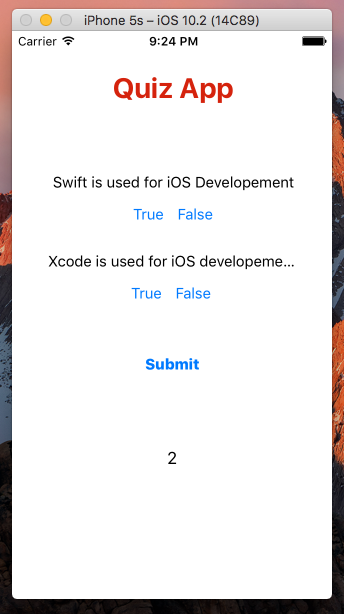 iPhone 5s – iOS 10.2 (14C89)
Carrier 9:24 PM
Quiz App
Swift is used for iOS Developement
True False
Xcode is used for iOS developeme...
True False
Submit
2